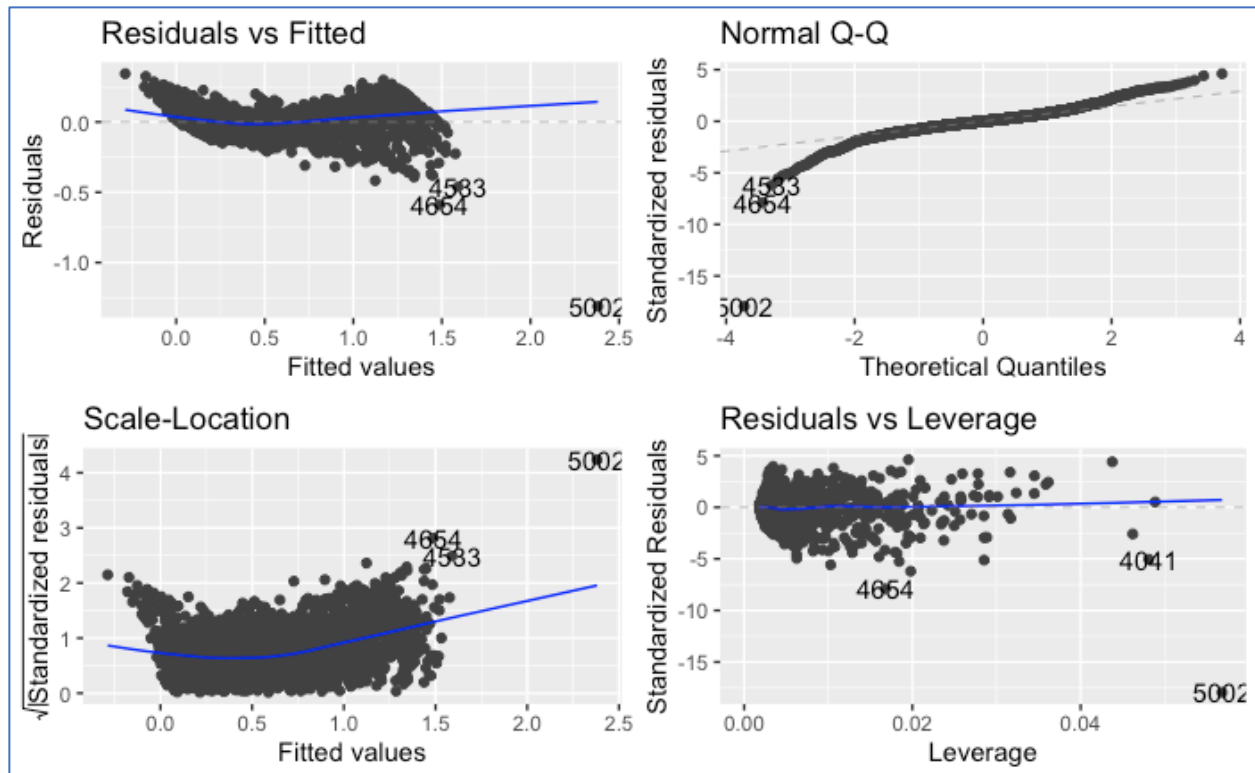 Residuals vs Fitted
Residuals
0.0
-0.5
-1.0
4583
4654
5002
0.0 0.5 1.0 1.5 2.0 2.5
Fitted values
Normal Q-Q
Standardized residuals
5
0
-5
-10
-15
4583
4654
5002
-4 -2 0 2 4
Theoretical Quantiles
Scale-Location
√|Standardized residuals|
4
3
2
1
0
5002
4654
4583
0.0 0.5 1.0 1.5 2.0 2.5
Fitted values
Residuals vs Leverage
Standardized Residuals
5
0
-5
-10
-15
4041
4654
5002
0.00 0.02 0.04
Leverage